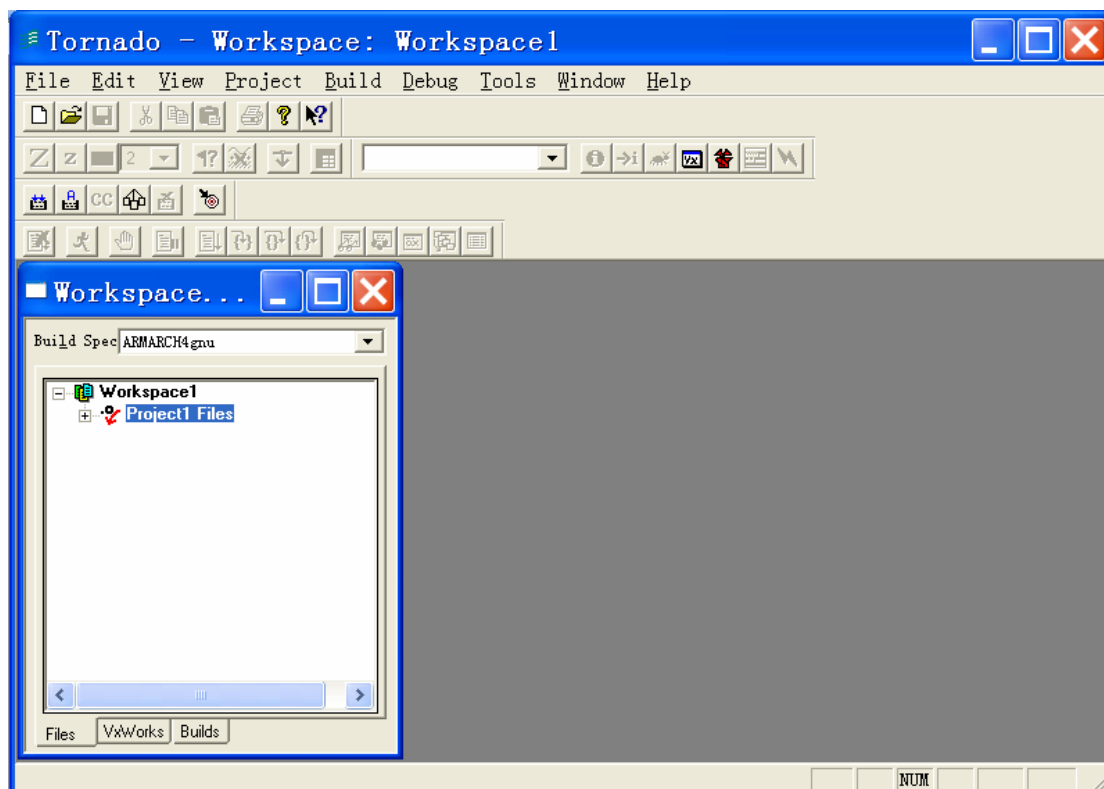 Tornado - Workspace: Workspace1
File Edit View Project Build Debug Tools Window Help
Z z 2 ¶? →i Vx
CC
Workspace...
Build Spec ARMARCH4gnu
Workspace1
Project1 Files
Files VxWorks Builds
NUM